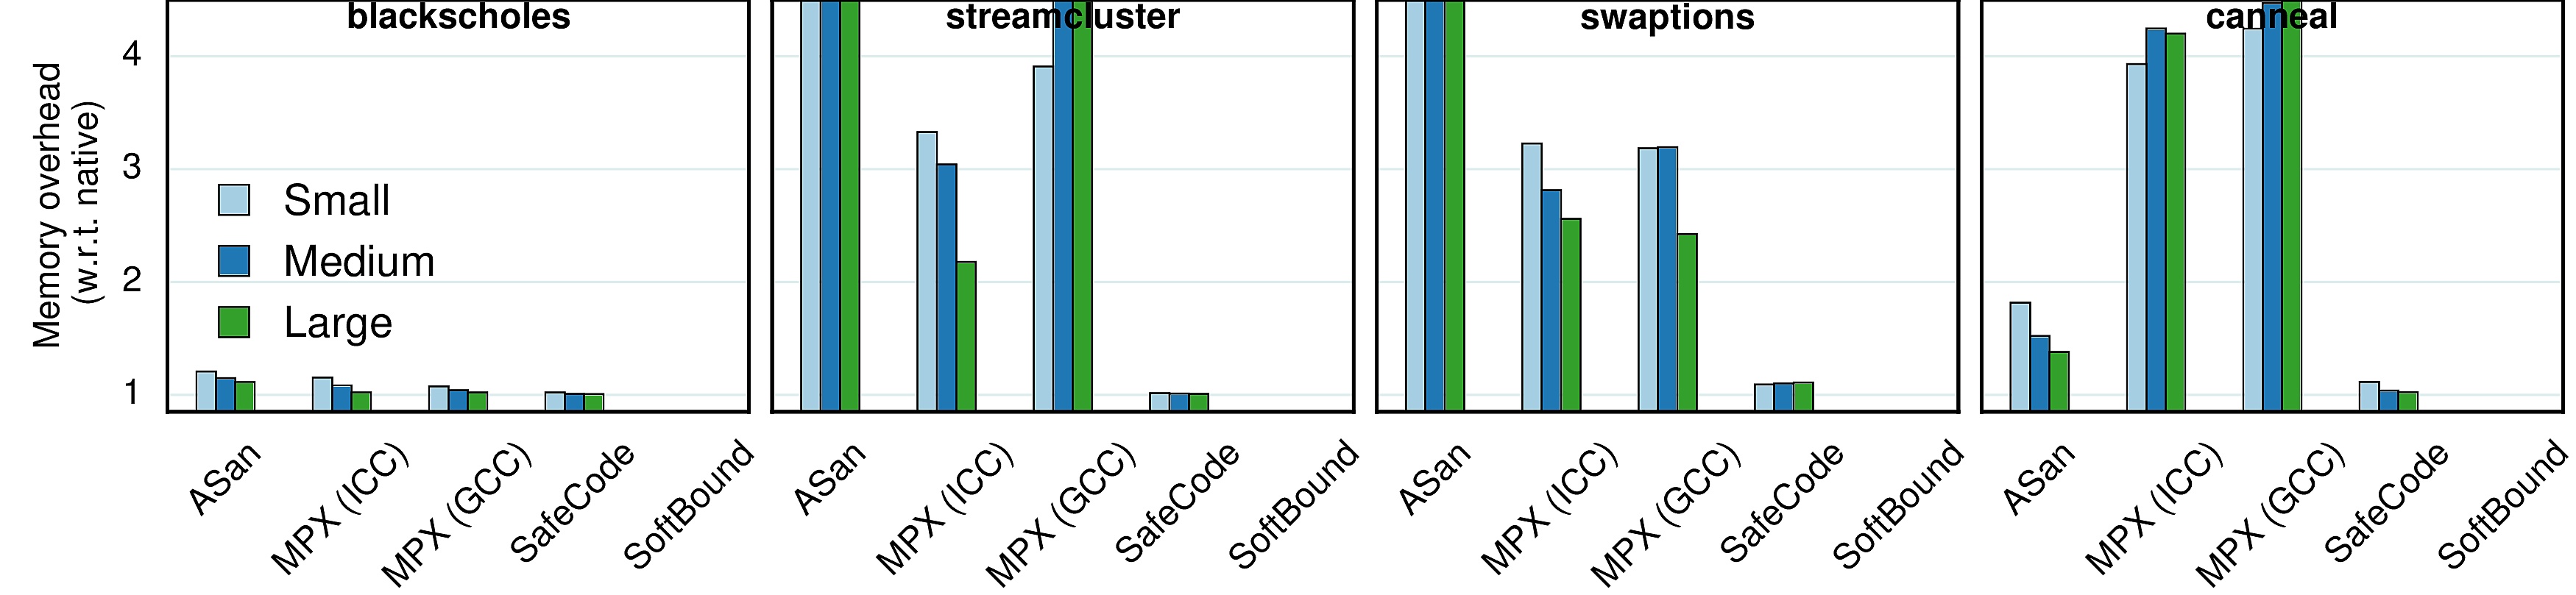 blackscholes
streamcluster
swaptions
canneal
Memory overhead
(w.r.t. native)
4
3
2
1
Small
Medium
Large
ASan
MPX (ICC)
MPX (GCC)
SafeCode
SoftBound
ASan
MPX (ICC)
MPX (GCC)
SafeCode
SoftBound
ASan
MPX (ICC)
MPX (GCC)
SafeCode
SoftBound
ASan
MPX (ICC)
MPX (GCC)
SafeCode
SoftBound